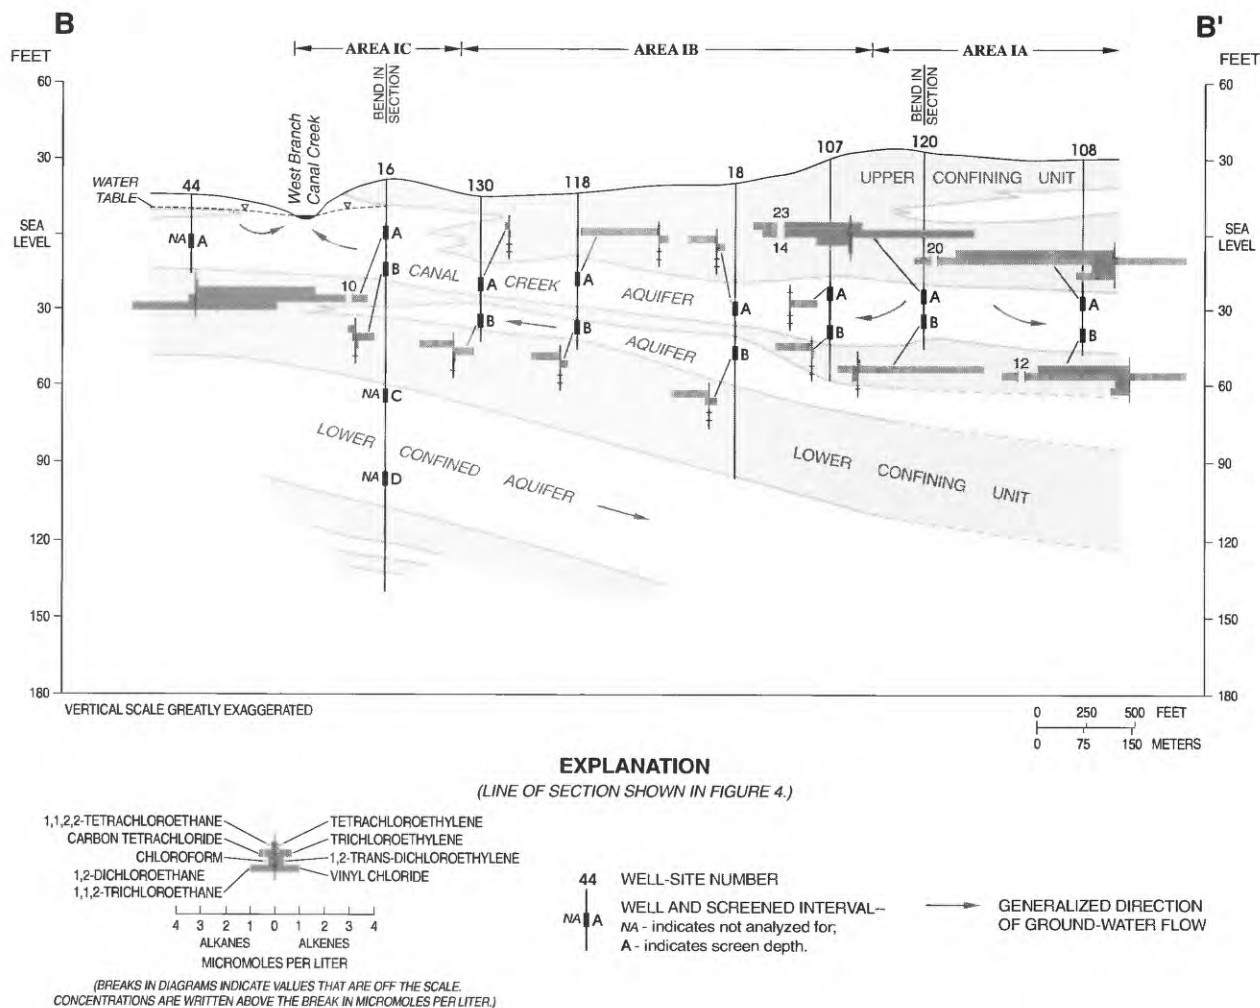 B
B'
AREA IC
AREA IB
AREA IA
FEET
FEET
BEND IN
SECTION
BEND IN
SECTION
60
30
SEA
LEVEL
30
60
90
120
150
180
60
30
SEA
LEVEL
30
60
90
120
150
180
West Branch
Canal Creek
WATER
TABLE
44
16
130
118
18
107
120
108
UPPER CONFINING UNIT
NA A
A
B
NA C
NA D
A
B
A
B
A
B
A
B
A
B
A
B
10
23
14
20
12
CANAL CREEK AQUIFER
AQUIFER
LOWER CONFINED AQUIFER
LOWER CONFINING UNIT
VERTICAL SCALE GREATLY EXAGGERATED
0 250 500 FEET
0 75 150 METERS
EXPLANATION
(LINE OF SECTION SHOWN IN FIGURE 4.)
1,1,2,2-TETRACHLOROETHANE
CARBON TETRACHLORIDE
CHLOROFORM
1,2-DICHLOROETHANE
1,1,2-TRICHLOROETHANE
TETRACHLOROETHYLENE
TRICHLOROETHYLENE
1,2-TRANS-DICHLOROETHYLENE
VINYL CHLORIDE
4 3 2 1 0 1 2 3 4
ALKANES ALKENES
MICROMOLES PER LITER
(BREAKS IN DIAGRAMS INDICATE VALUES THAT ARE OFF THE SCALE.
CONCENTRATIONS ARE WRITTEN ABOVE THE BREAK IN MICROMOLES PER LITER.)
44 WELL-SITE NUMBER
NA A
WELL AND SCREENED INTERVAL--
NA - indicates not analyzed for;
A - indicates screen depth.
GENERALIZED DIRECTION
OF GROUND-WATER FLOW